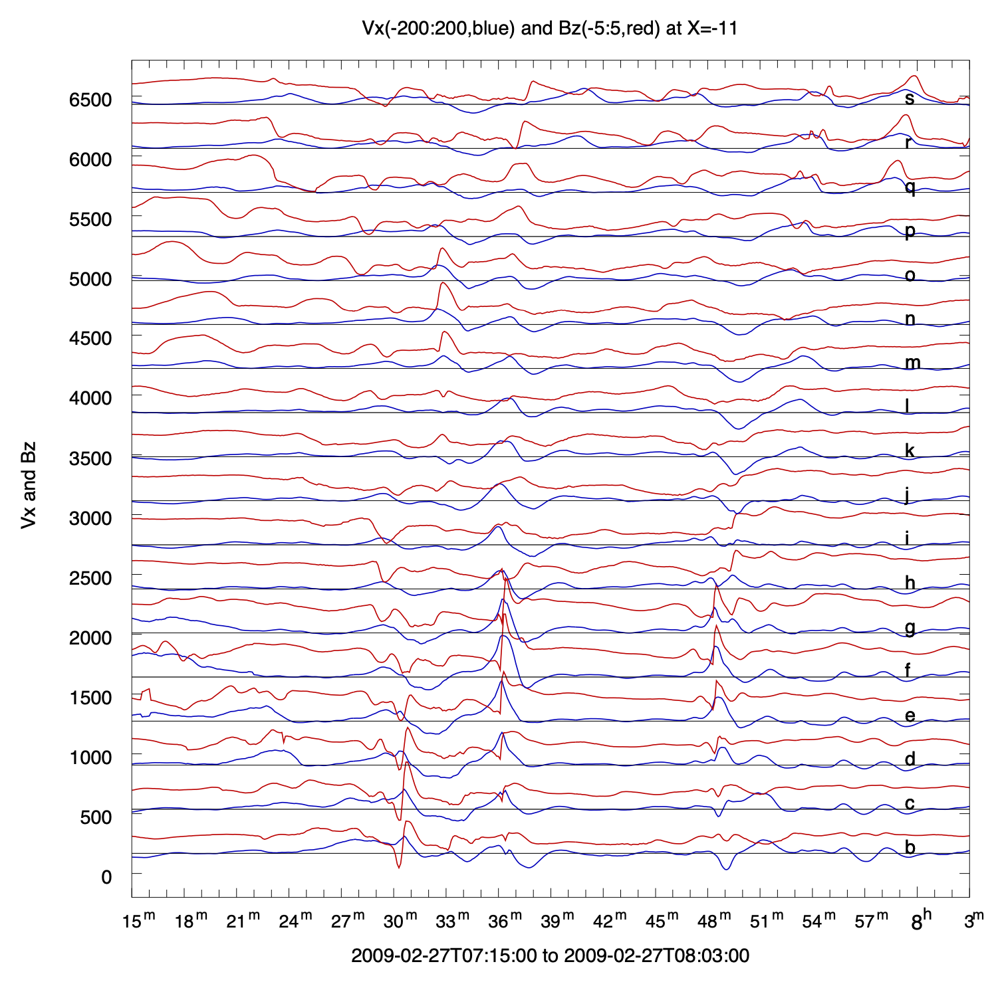 Vx(-200:200,blue) and Bz(-5:5,red) at X=-11
6500
s
r
6000
q
5500
p
5000
o
n
4500
m
4000
l
3500
k
j
3000
i
2500
h
g
2000
f
1500
e
1000
d
c
500
b
0
Vx and Bz
15m 18m 21m 24m 27m 30m 33m 36m 39m 42m 45m 48m 51m 54m 57m 8h 3m
2009-02-27T07:15:00 to 2009-02-27T08:03:00